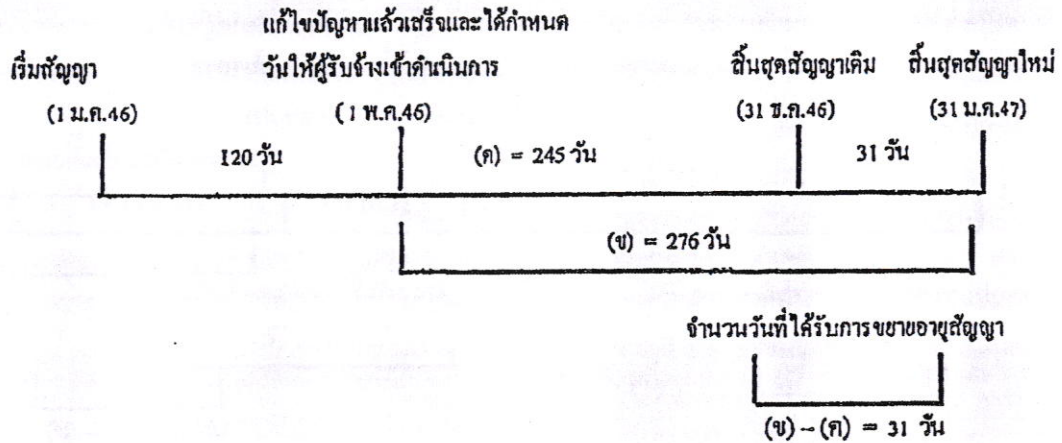 แก้ไขปัญหาแล้วเสร็จและได้กำหนด
เริ่มสัญญา วันให้ผู้รับจ้างเข้าดำเนินการ สิ้นสุดสัญญาเดิม สิ้นสุดสัญญาใหม่
(1 ม.ค.46) (1 พ.ค.46) (31 ธ.ค.46) (31 ม.ค.47)
120 วัน (ค) = 245 วัน 31 วัน
(ข) = 276 วัน
จำนวนวันที่ได้รับการขยายอายุสัญญา
(ข) - (ค) = 31 วัน